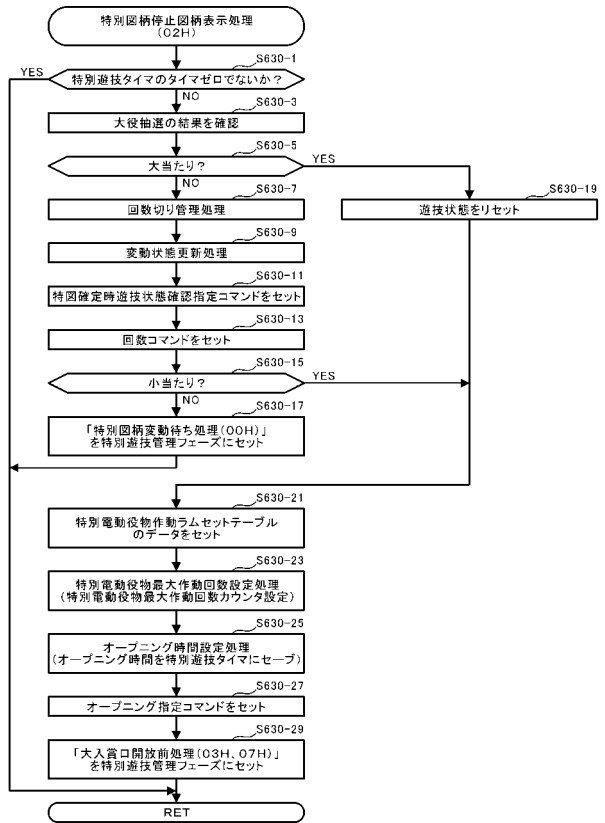 特別図柄停止図柄表示処理
(02H)
S630-1
YES
特別遊技タイマのタイマゼロでないか？
NO
S630-3
大役抽選の結果を確認
S630-5
大当たり？
YES
NO
S630-7
S630-19
回数切り管理処理
遊技状態をリセット
S630-9
変動状態更新処理
S630-11
特図確定時遊技状態確認指定コマンドをセット
S630-13
回数コマンドをセット
S630-15
小当たり？
YES
NO
S630-17
「特別図柄変動待ち処理(00H)」
を特別遊技管理フェーズにセット
S630-21
特別電動役物作動ラムセットテーブル
のデータをセット
S630-23
特別電動役物最大作動回数設定処理
(特別電動役物最大作動回数カウンタ設定)
S630-25
オープニング時間設定処理
(オープニング時間を特別遊技タイマにセーブ)
S630-27
オープニング指定コマンドをセット
S630-29
「大入賞口開放前処理(03H、07H)」
を特別遊技管理フェーズにセット
RET